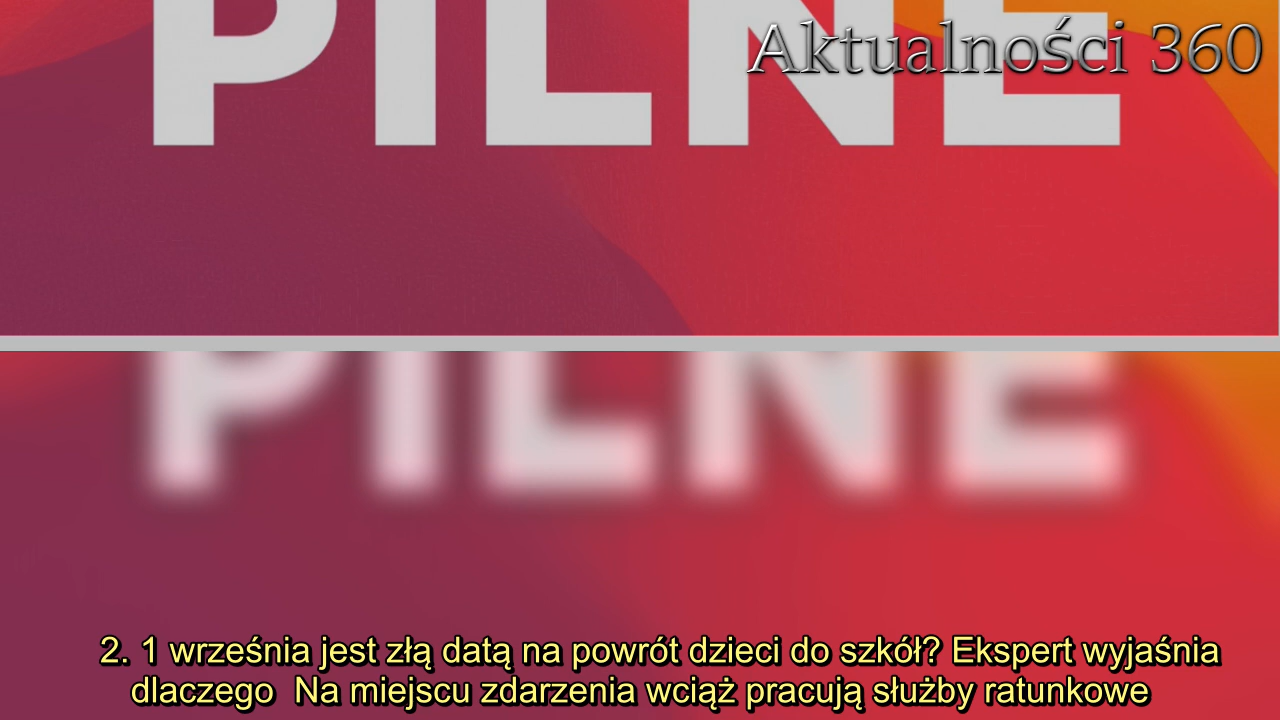 PILNE
Aktualności 360
PILNE
2. 1 września jest złą datą na powrót dzieci do szkół? Ekspert wyjaśnia
dlaczego  Na miejscu zdarzenia wciąż pracują służby ratunkowe